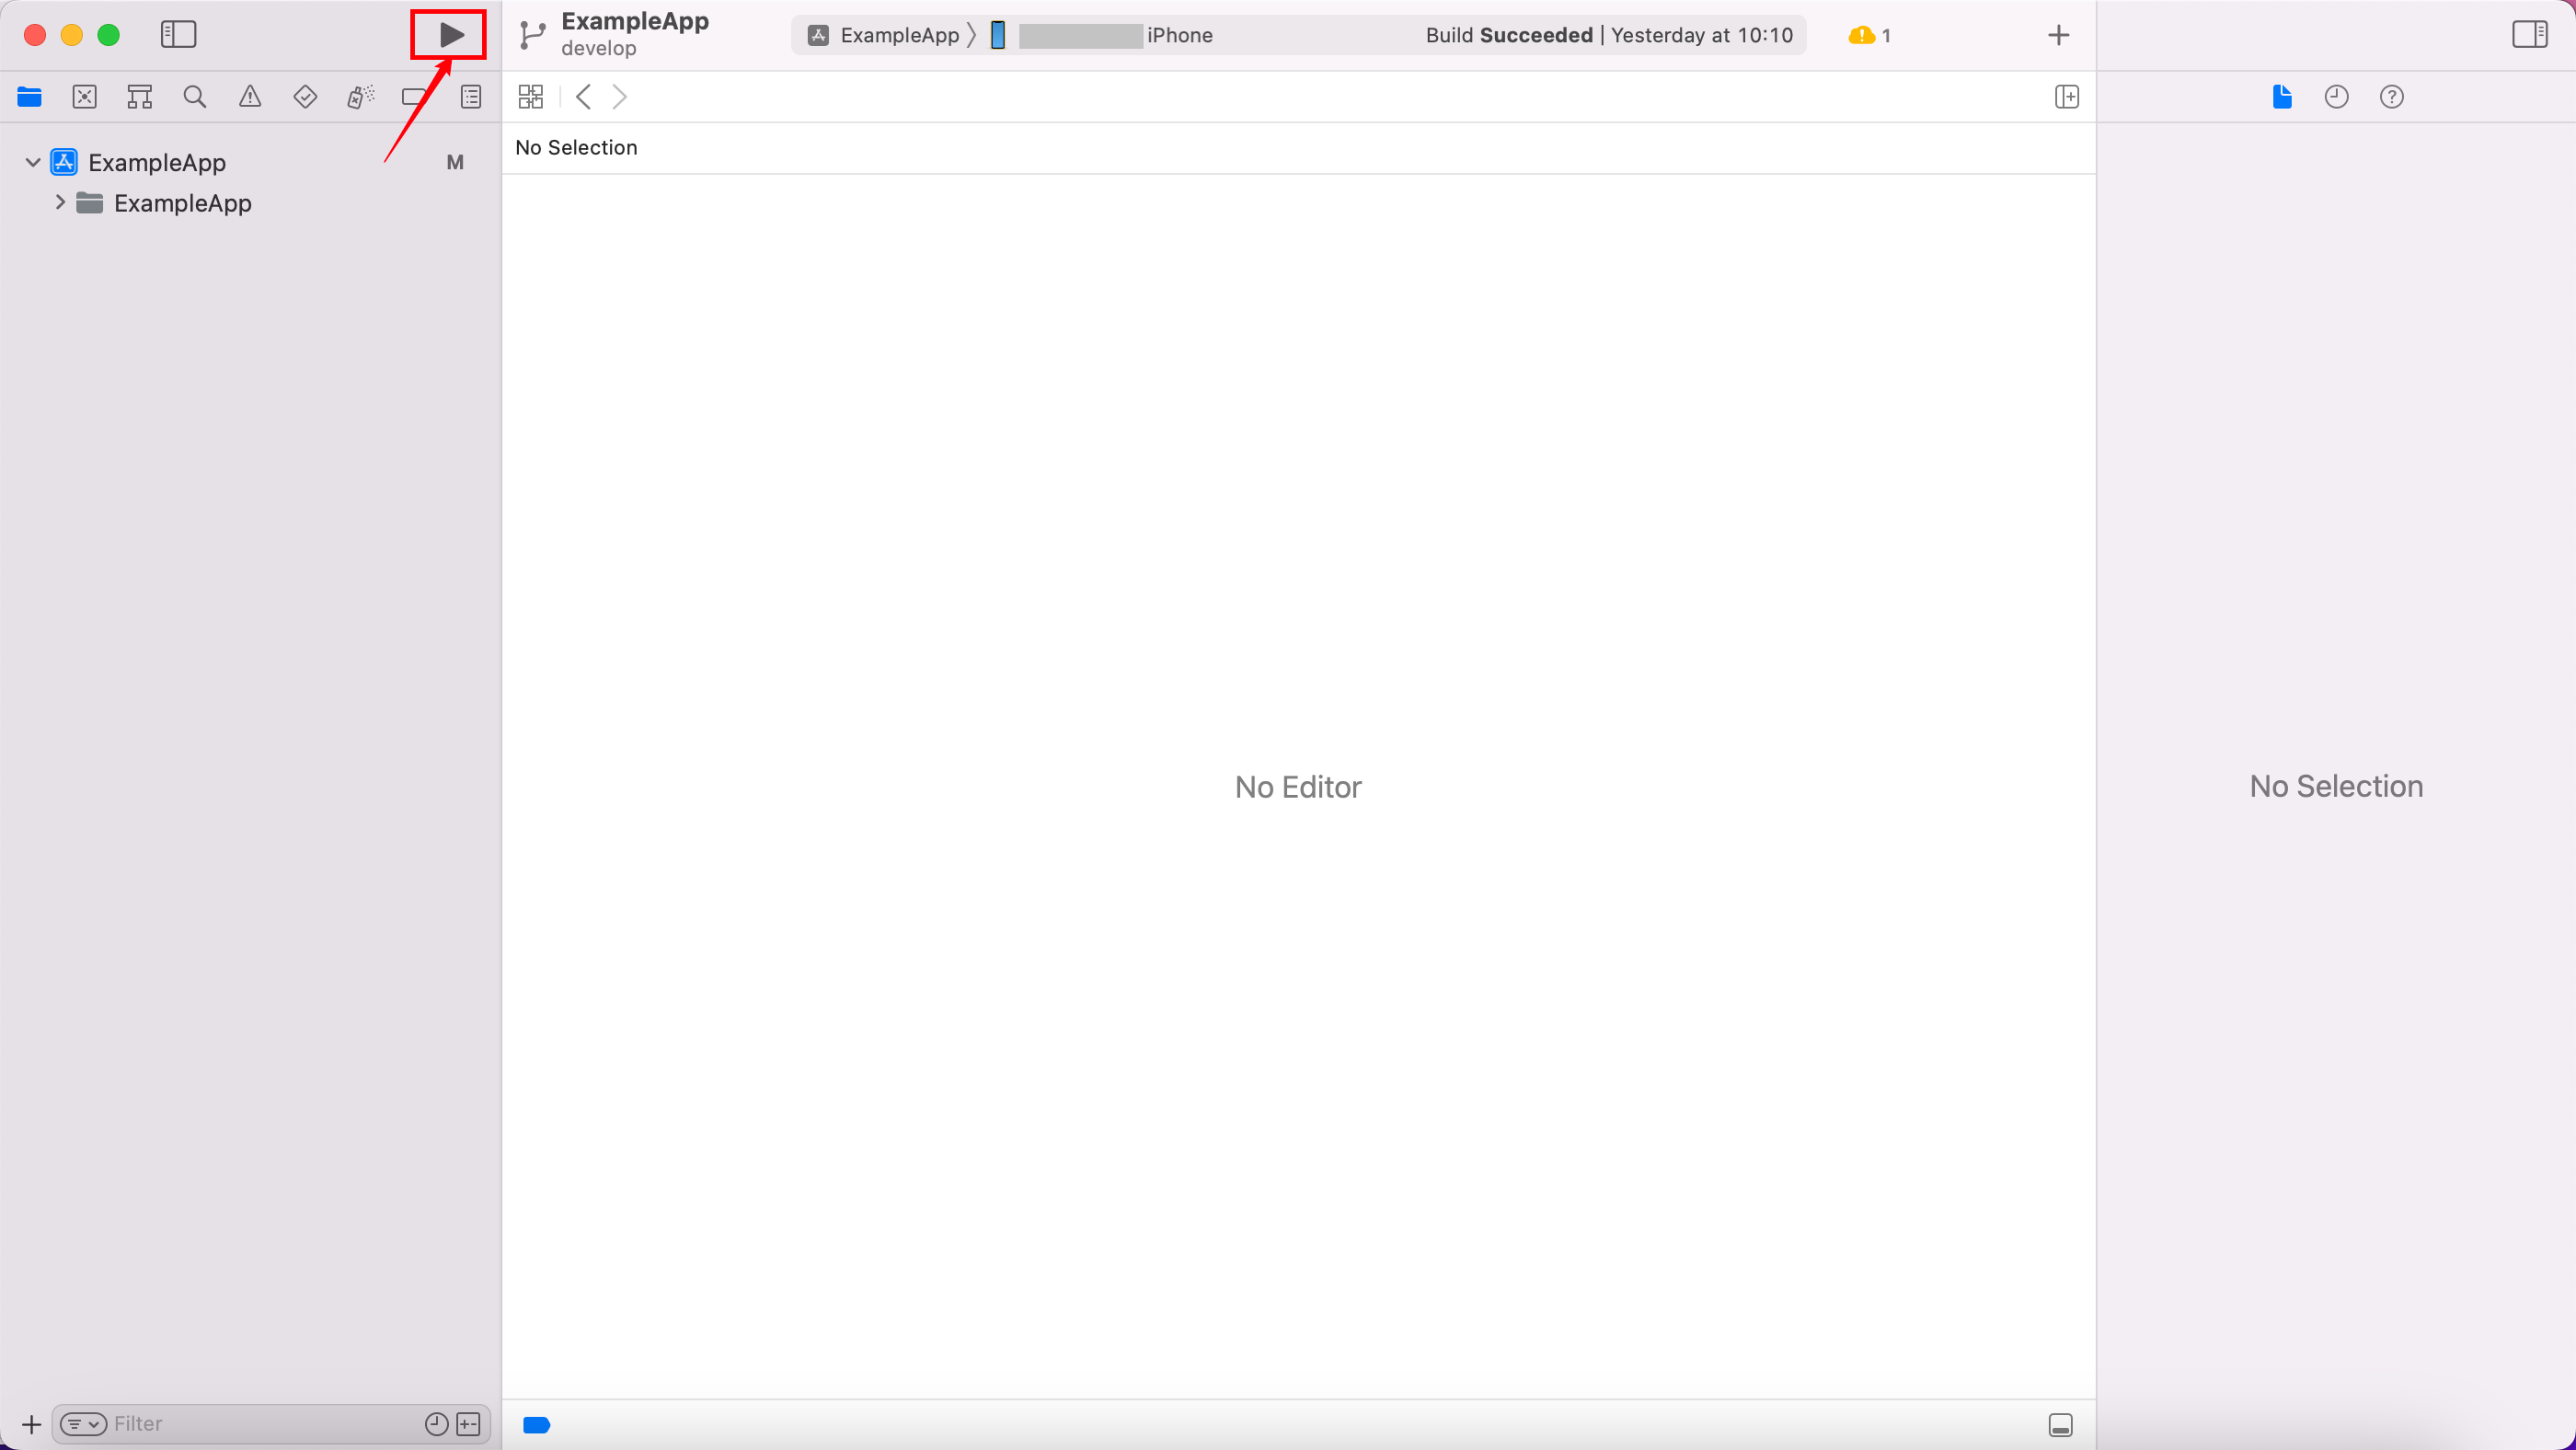 ExampleApp
develop
ExampleApp iPhone Build Succeeded | Yesterday at 10:10 1
No Selection
ExampleApp M
ExampleApp
No Editor
No Selection
Filter